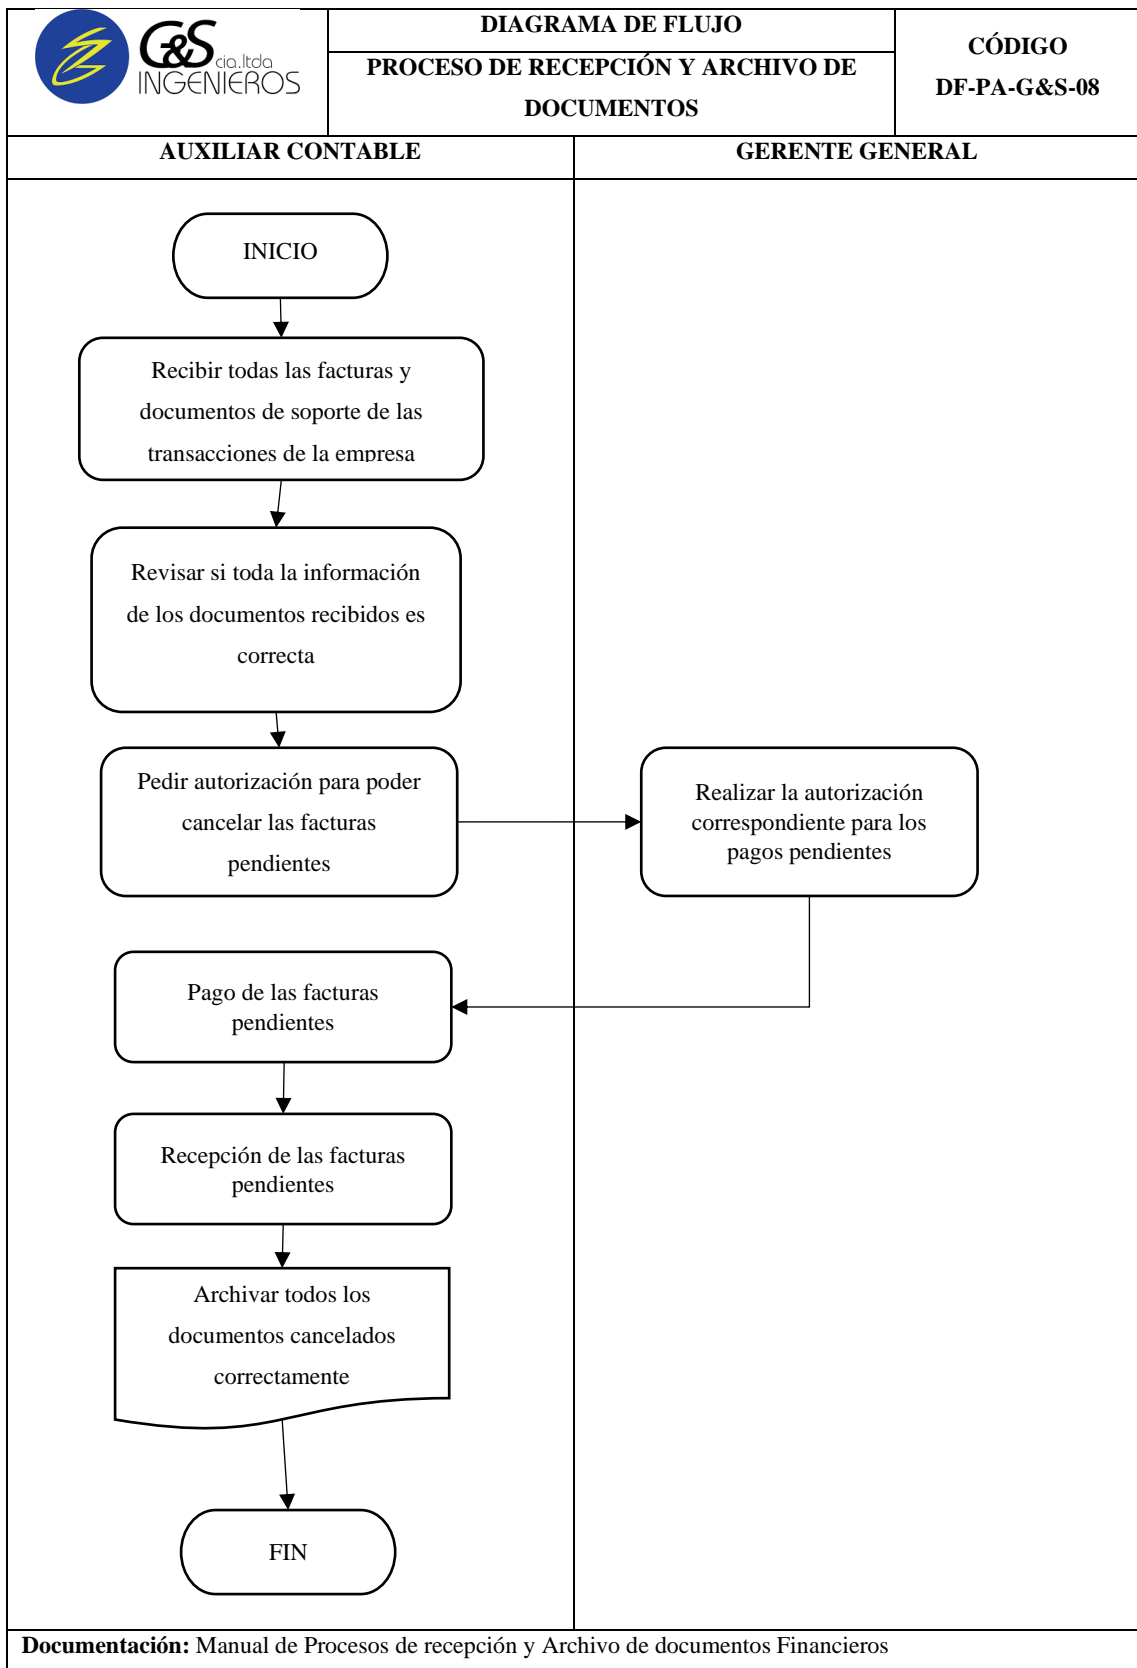 G&S cia.ltda
INGENIEROS
DIAGRAMA DE FLUJO
PROCESO DE RECEPCIÓN Y ARCHIVO DE
DOCUMENTOS
CÓDIGO
DF-PA-G&S-08
AUXILIAR CONTABLE
GERENTE GENERAL
INICIO
Recibir todas las facturas y
documentos de soporte de las
transacciones de la empresa
Revisar si toda la información
de los documentos recibidos es
correcta
Pedir autorización para poder
cancelar las facturas
pendientes
Realizar la autorización
correspondiente para los
pagos pendientes
Pago de las facturas
pendientes
Recepción de las facturas
pendientes
Archivar todos los
documentos cancelados
correctamente
FIN
Documentación: Manual de Procesos de recepción y Archivo de documentos Financieros